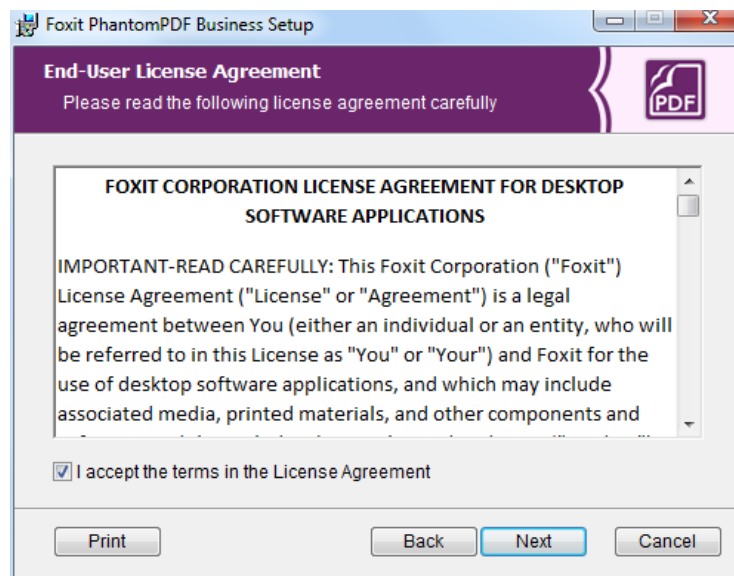 Foxit PhantomPDF Business Setup
End-User License Agreement
Please read the following license agreement carefully
PDF
FOXIT CORPORATION LICENSE AGREEMENT FOR DESKTOP
SOFTWARE APPLICATIONS
IMPORTANT-READ CAREFULLY: This Foxit Corporation ("Foxit")
License Agreement ("License" or "Agreement") is a legal
agreement between You (either an individual or an entity, who will
be referred to in this License as "You" or "Your") and Foxit for the
use of desktop software applications, and which may include
associated media, printed materials, and other components and
I accept the terms in the License Agreement
Print
Back
Next
Cancel